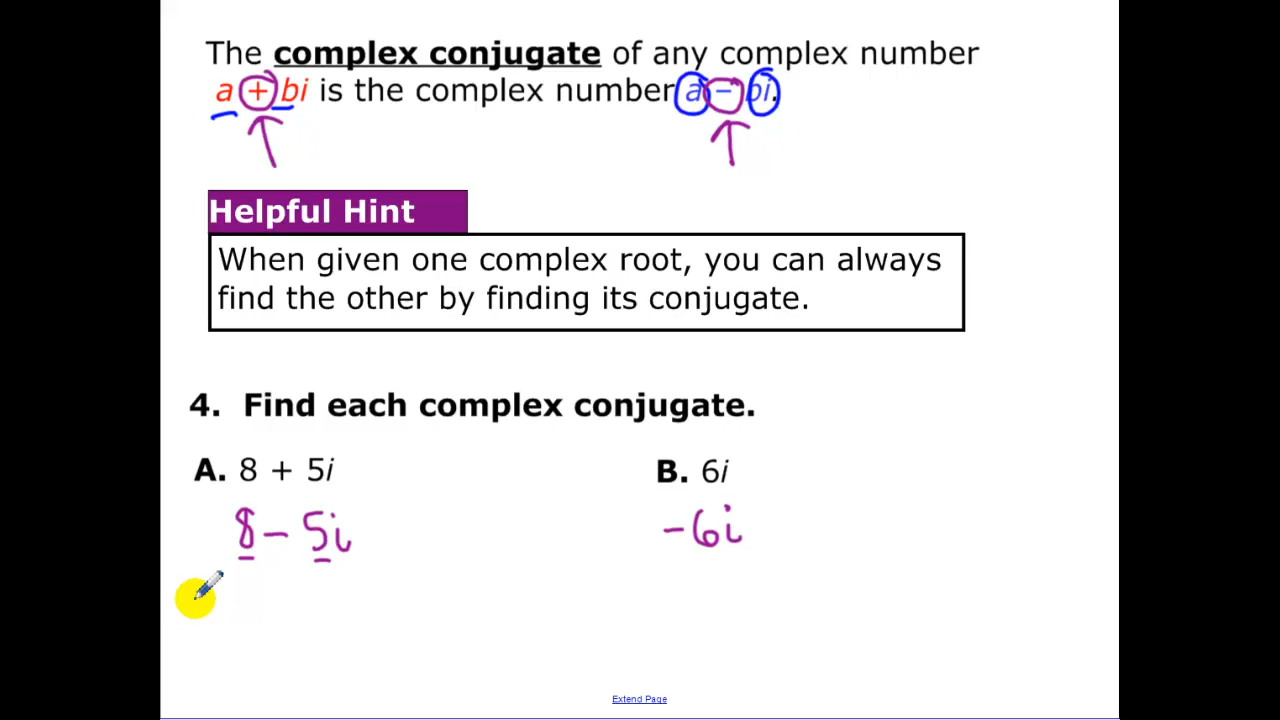 The complex conjugate of any complex number
a + bi is the complex number a − bi.
Helpful Hint
When given one complex root, you can always
find the other by finding its conjugate.
4. Find each complex conjugate.
A. 8 + 5i
B. 6i
8 − 5i
−6i
Extend Page